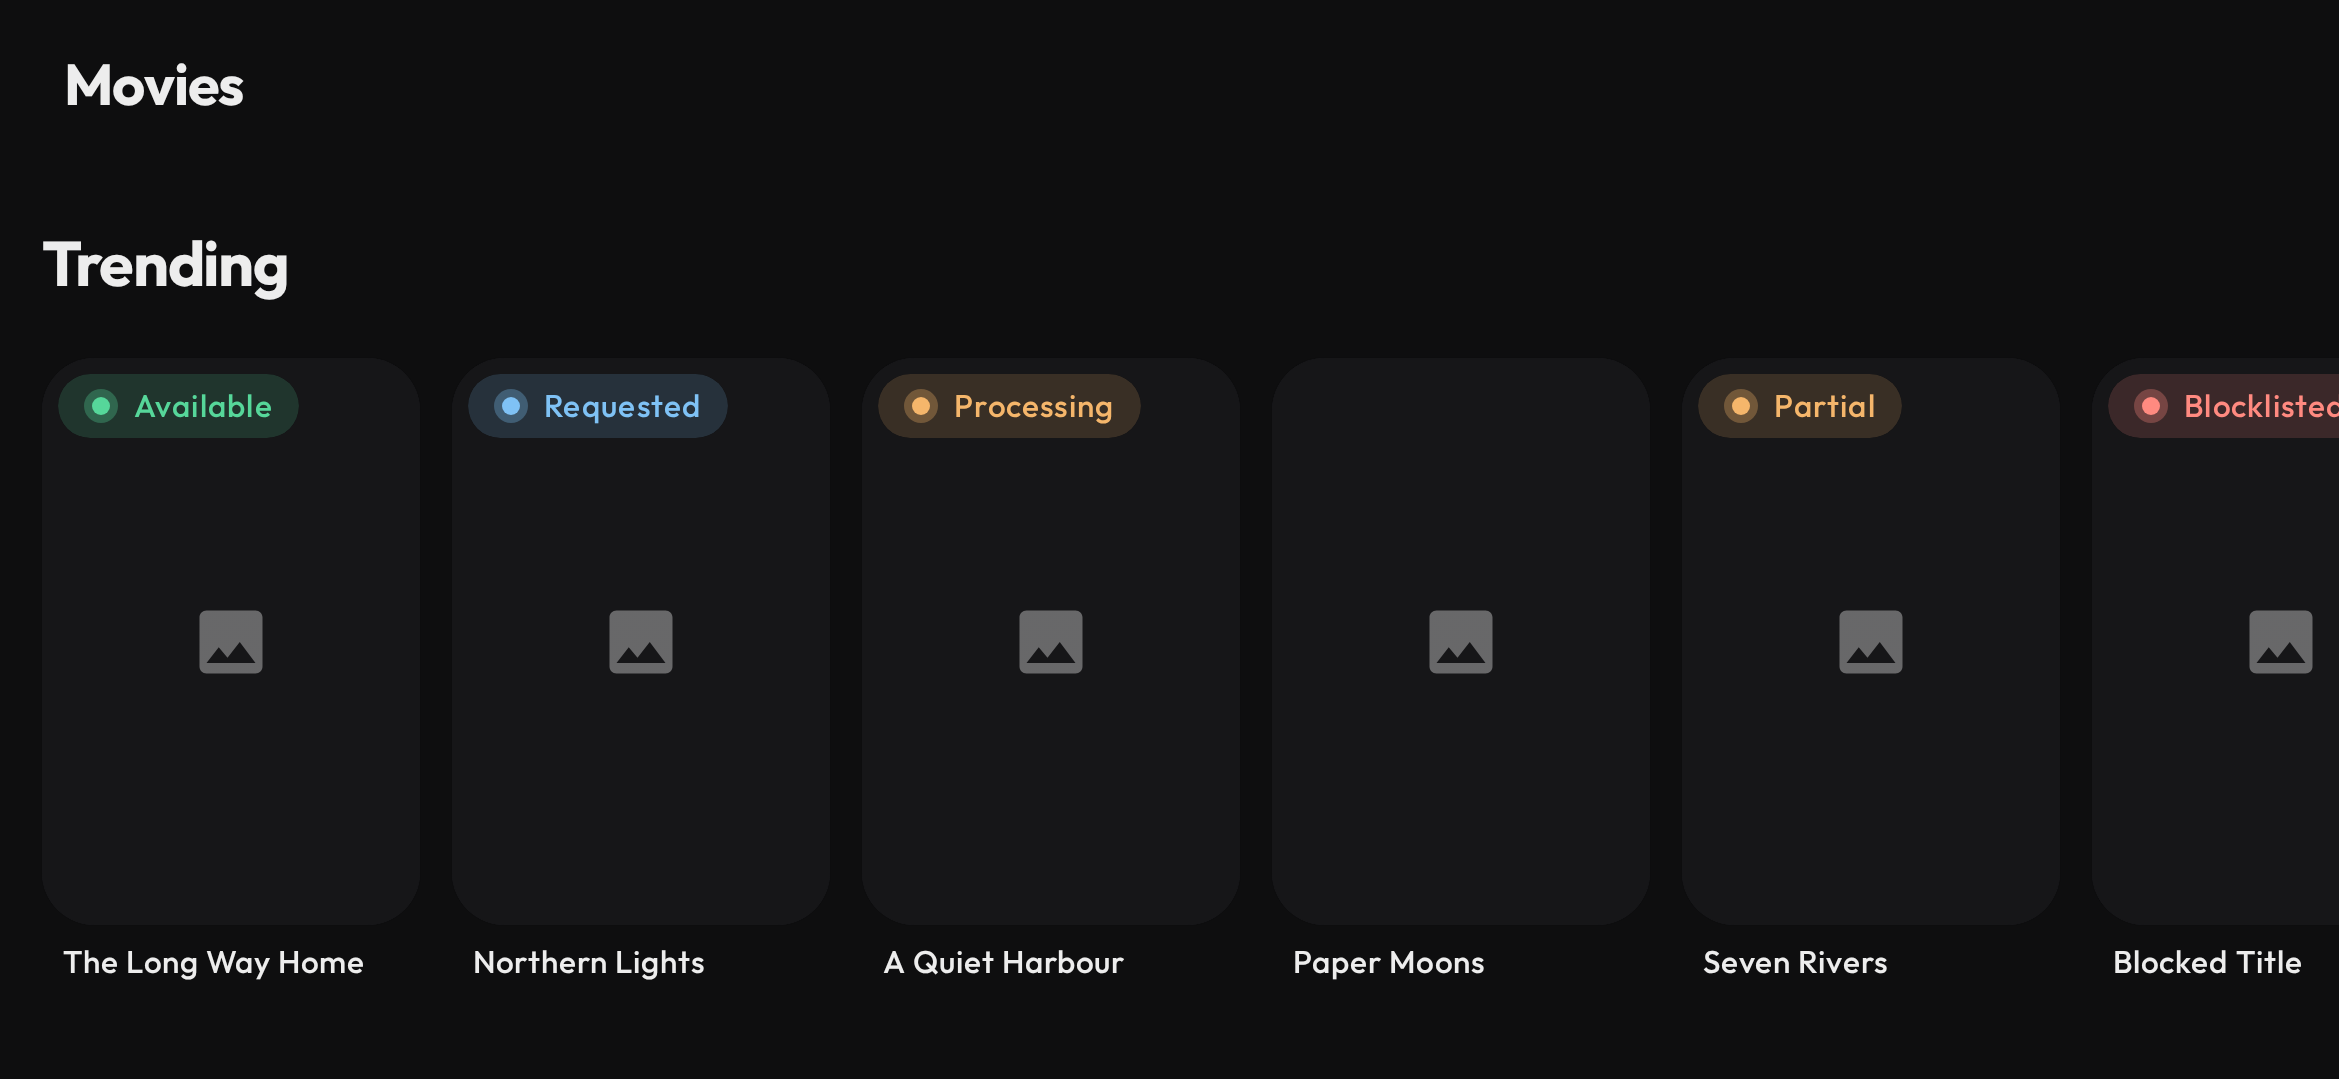 Movies
Trending
Available
Requested
Processing
Partial
Blocklisted
The Long Way Home
Northern Lights
A Quiet Harbour
Paper Moons
Seven Rivers
Blocked Title